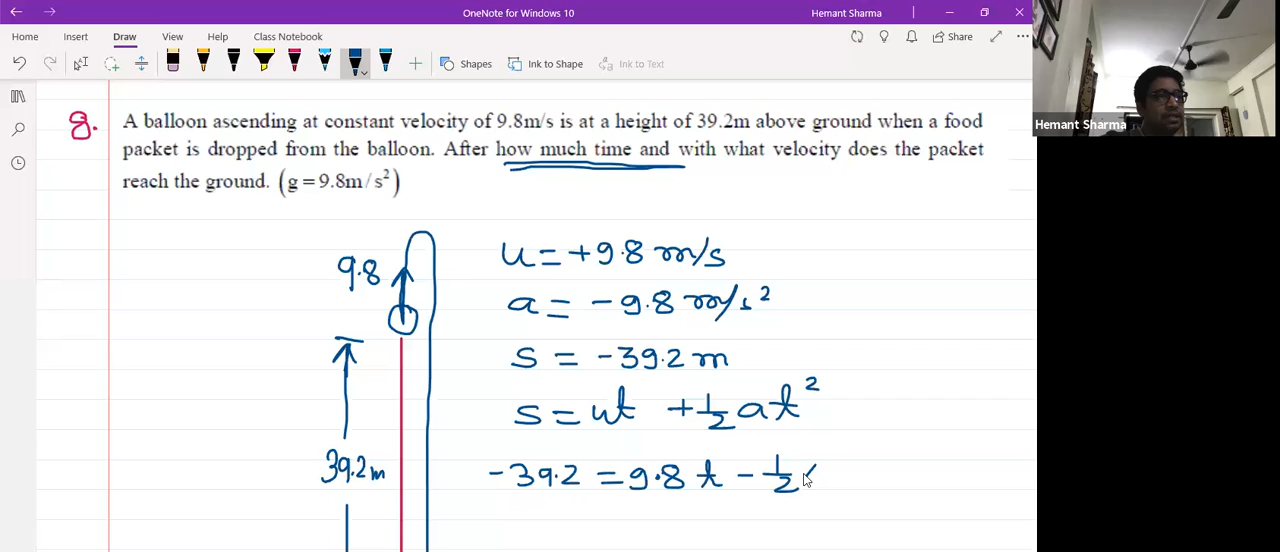 OneNote for Windows 10
Hemant Sharma
Home Insert Draw View Help Class Notebook
Share
Shapes Ink to Shape Ink to Text
Hemant Sharma
8. A balloon ascending at constant velocity of 9.8m/s is at a height of 39.2m above ground when a food
packet is dropped from the balloon. After how much time and with what velocity does the packet
reach the ground. (g = 9.8m/s²)
9.8
u = +9.8 m/s
a = -9.8 m/s²
s = -39.2 m
s = ut + 1/2 at²
39.2m
-39.2 = 9.8 t - 1/2